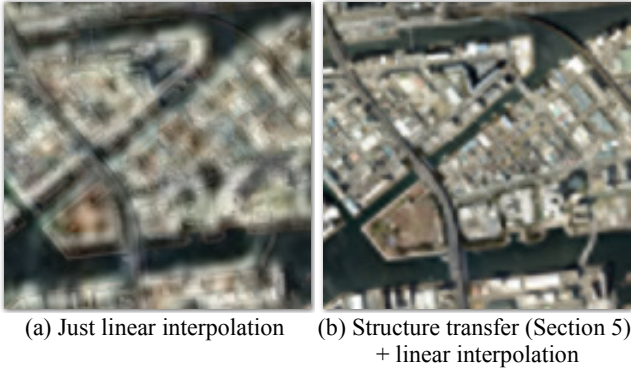 (a) Just linear interpolation
(b) Structure transfer (Section 5)
+ linear interpolation